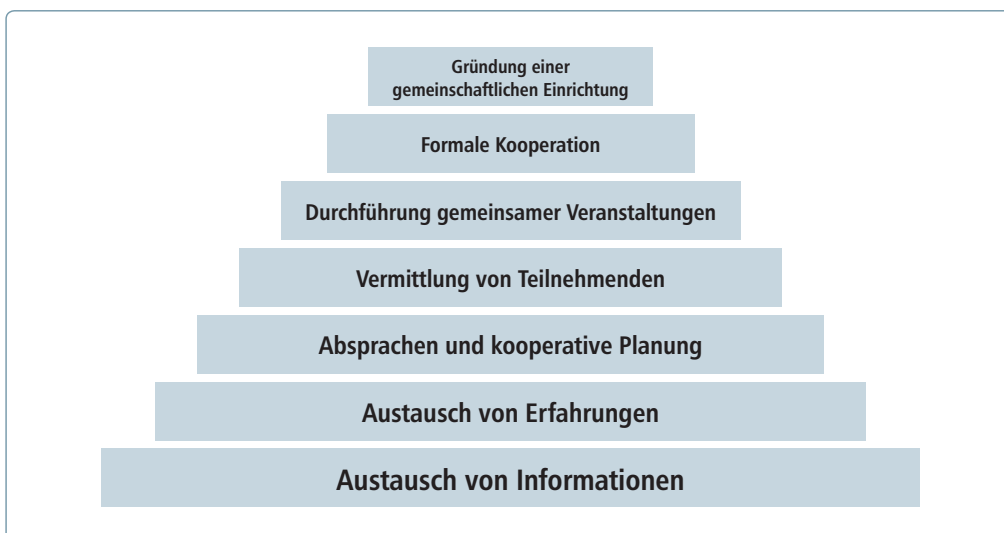 Gründung einer
gemeinschaftlichen Einrichtung
Formale Kooperation
Durchführung gemeinsamer Veranstaltungen
Vermittlung von Teilnehmenden
Absprachen und kooperative Planung
Austausch von Erfahrungen
Austausch von Informationen